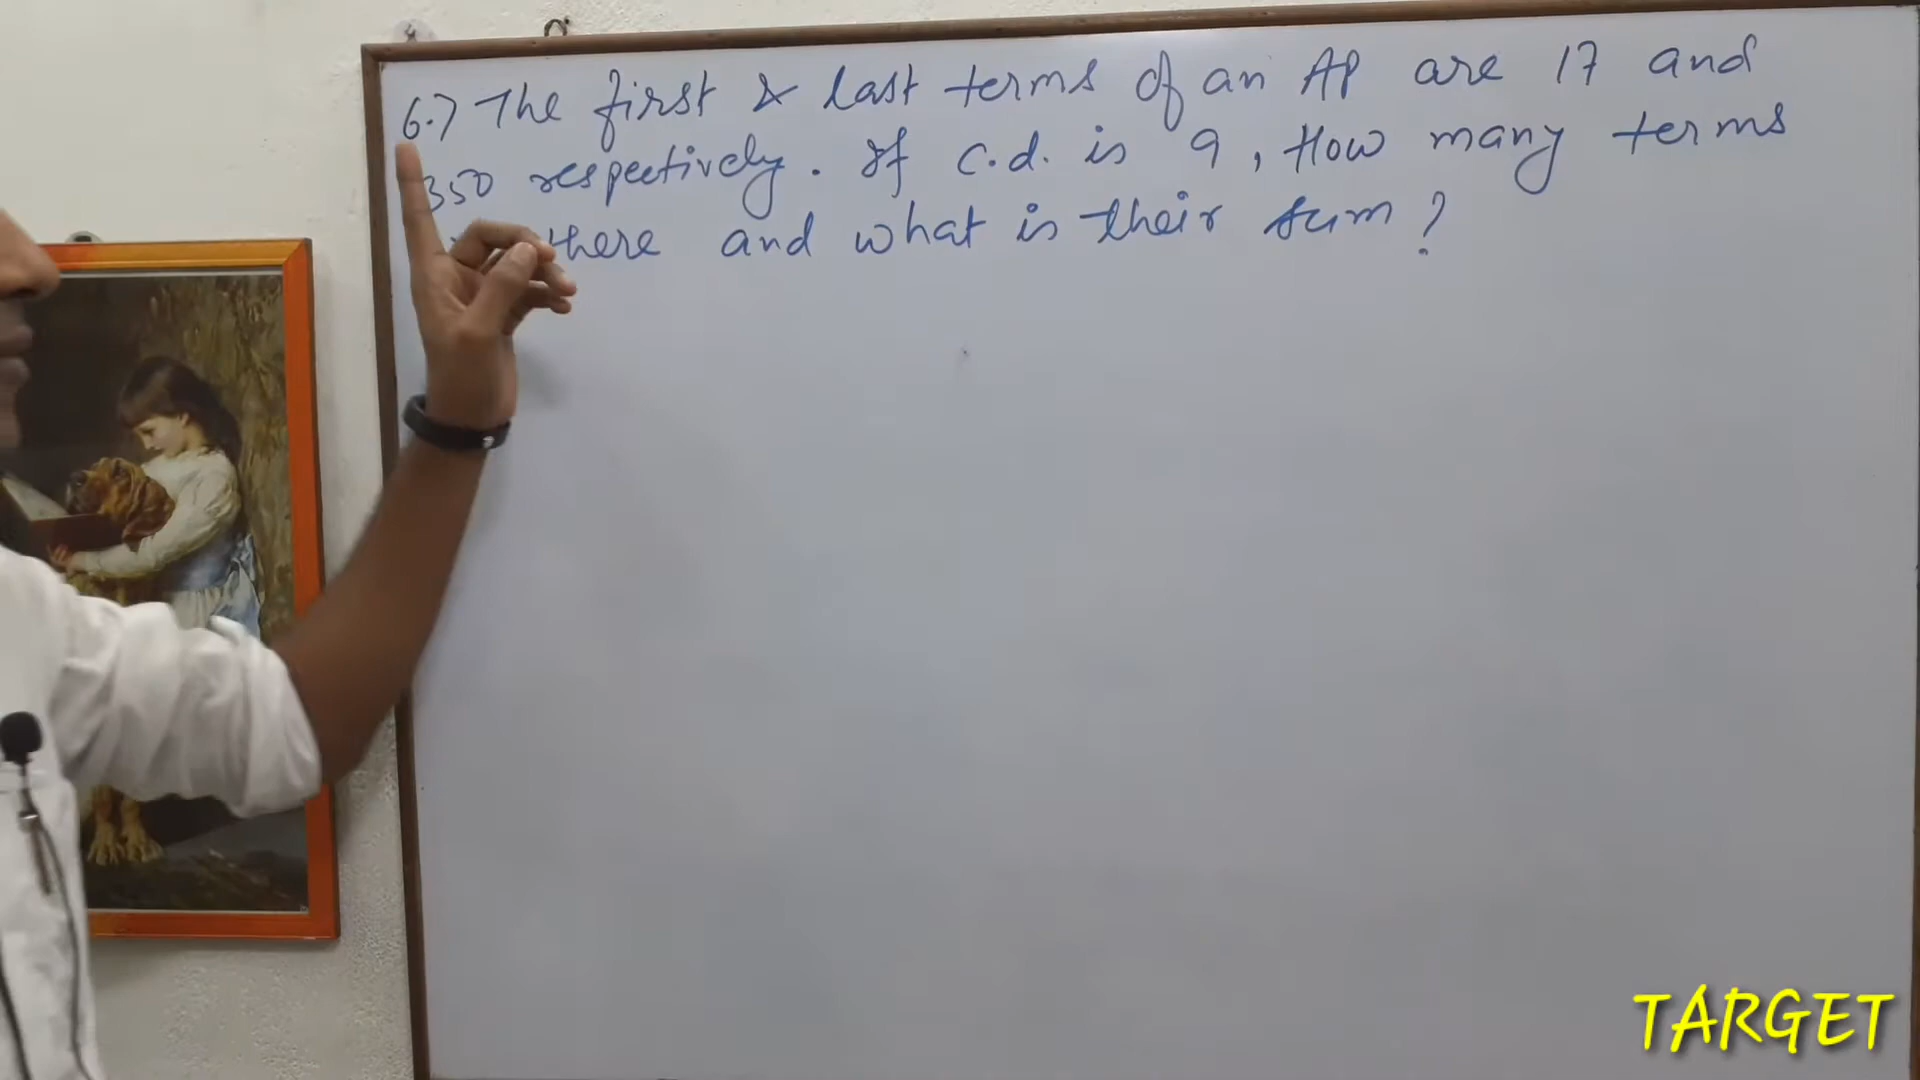 6.7 The first & last terms of an AP are 17 and
350 respectively. If c.d. is 9, How many terms
there and what is their sum?
TARGET